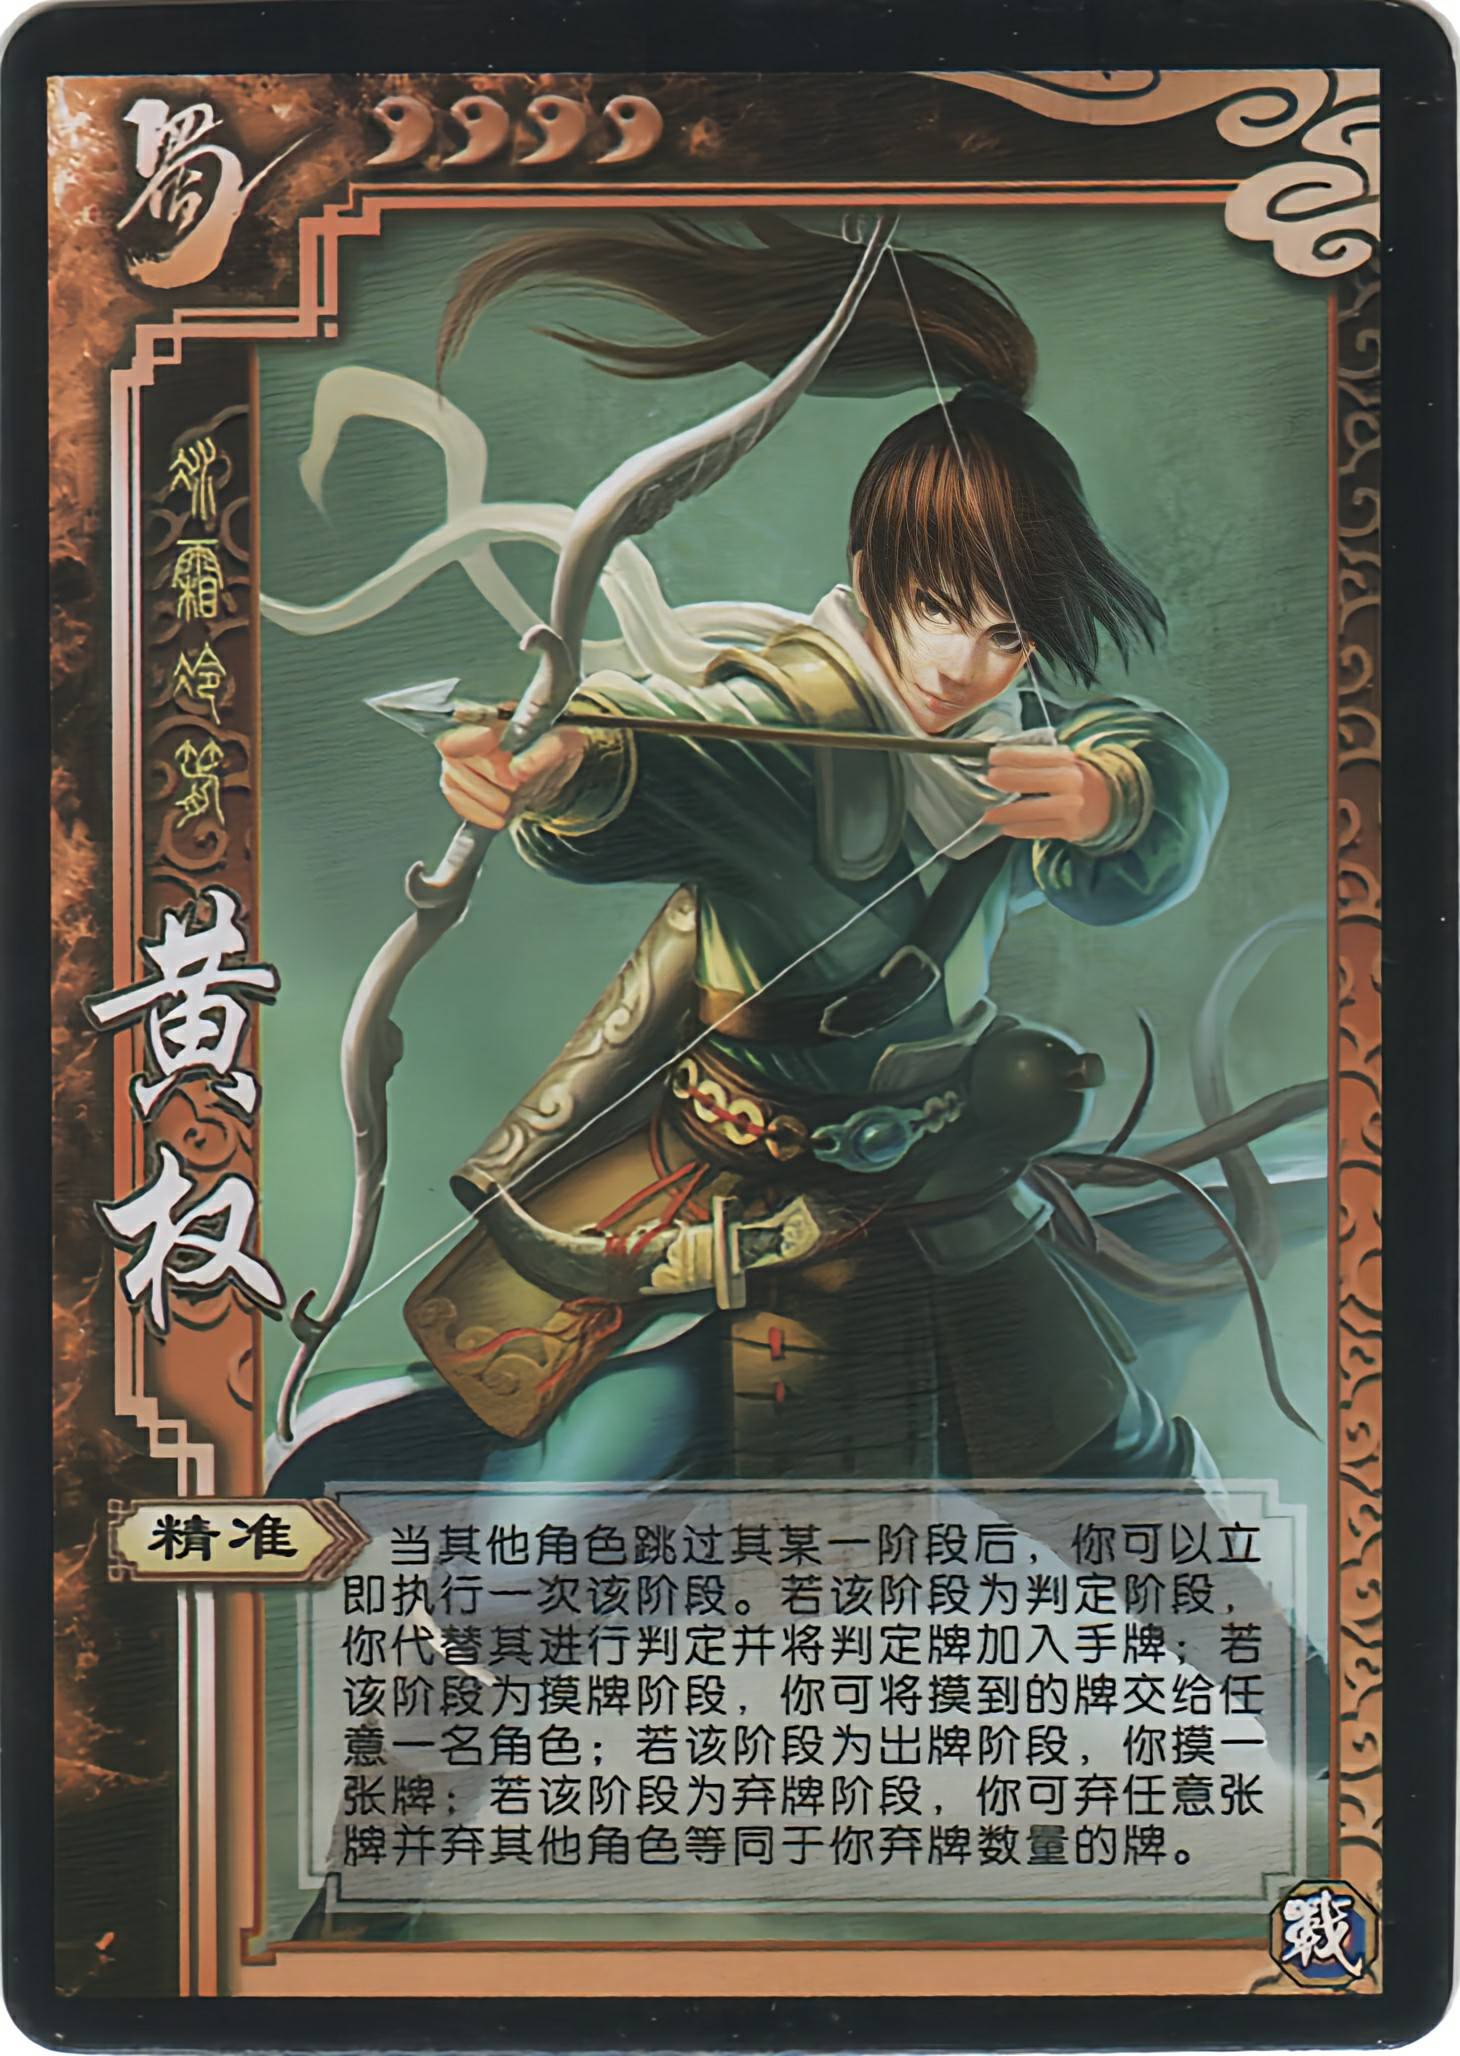 蜀
冰霜冷箭
黄权
精准
当其他角色跳过其某一阶段后，你可以立
即执行一次该阶段。若该阶段为判定阶段，
你代替其进行判定并将判定牌加入手牌；若
该阶段为摸牌阶段，你可将摸到的牌交给任
意一名角色；若该阶段为出牌阶段，你摸一
张牌；若该阶段为弃牌阶段，你可弃任意张
牌并弃其他角色等同于你弃牌数量的牌。
戰